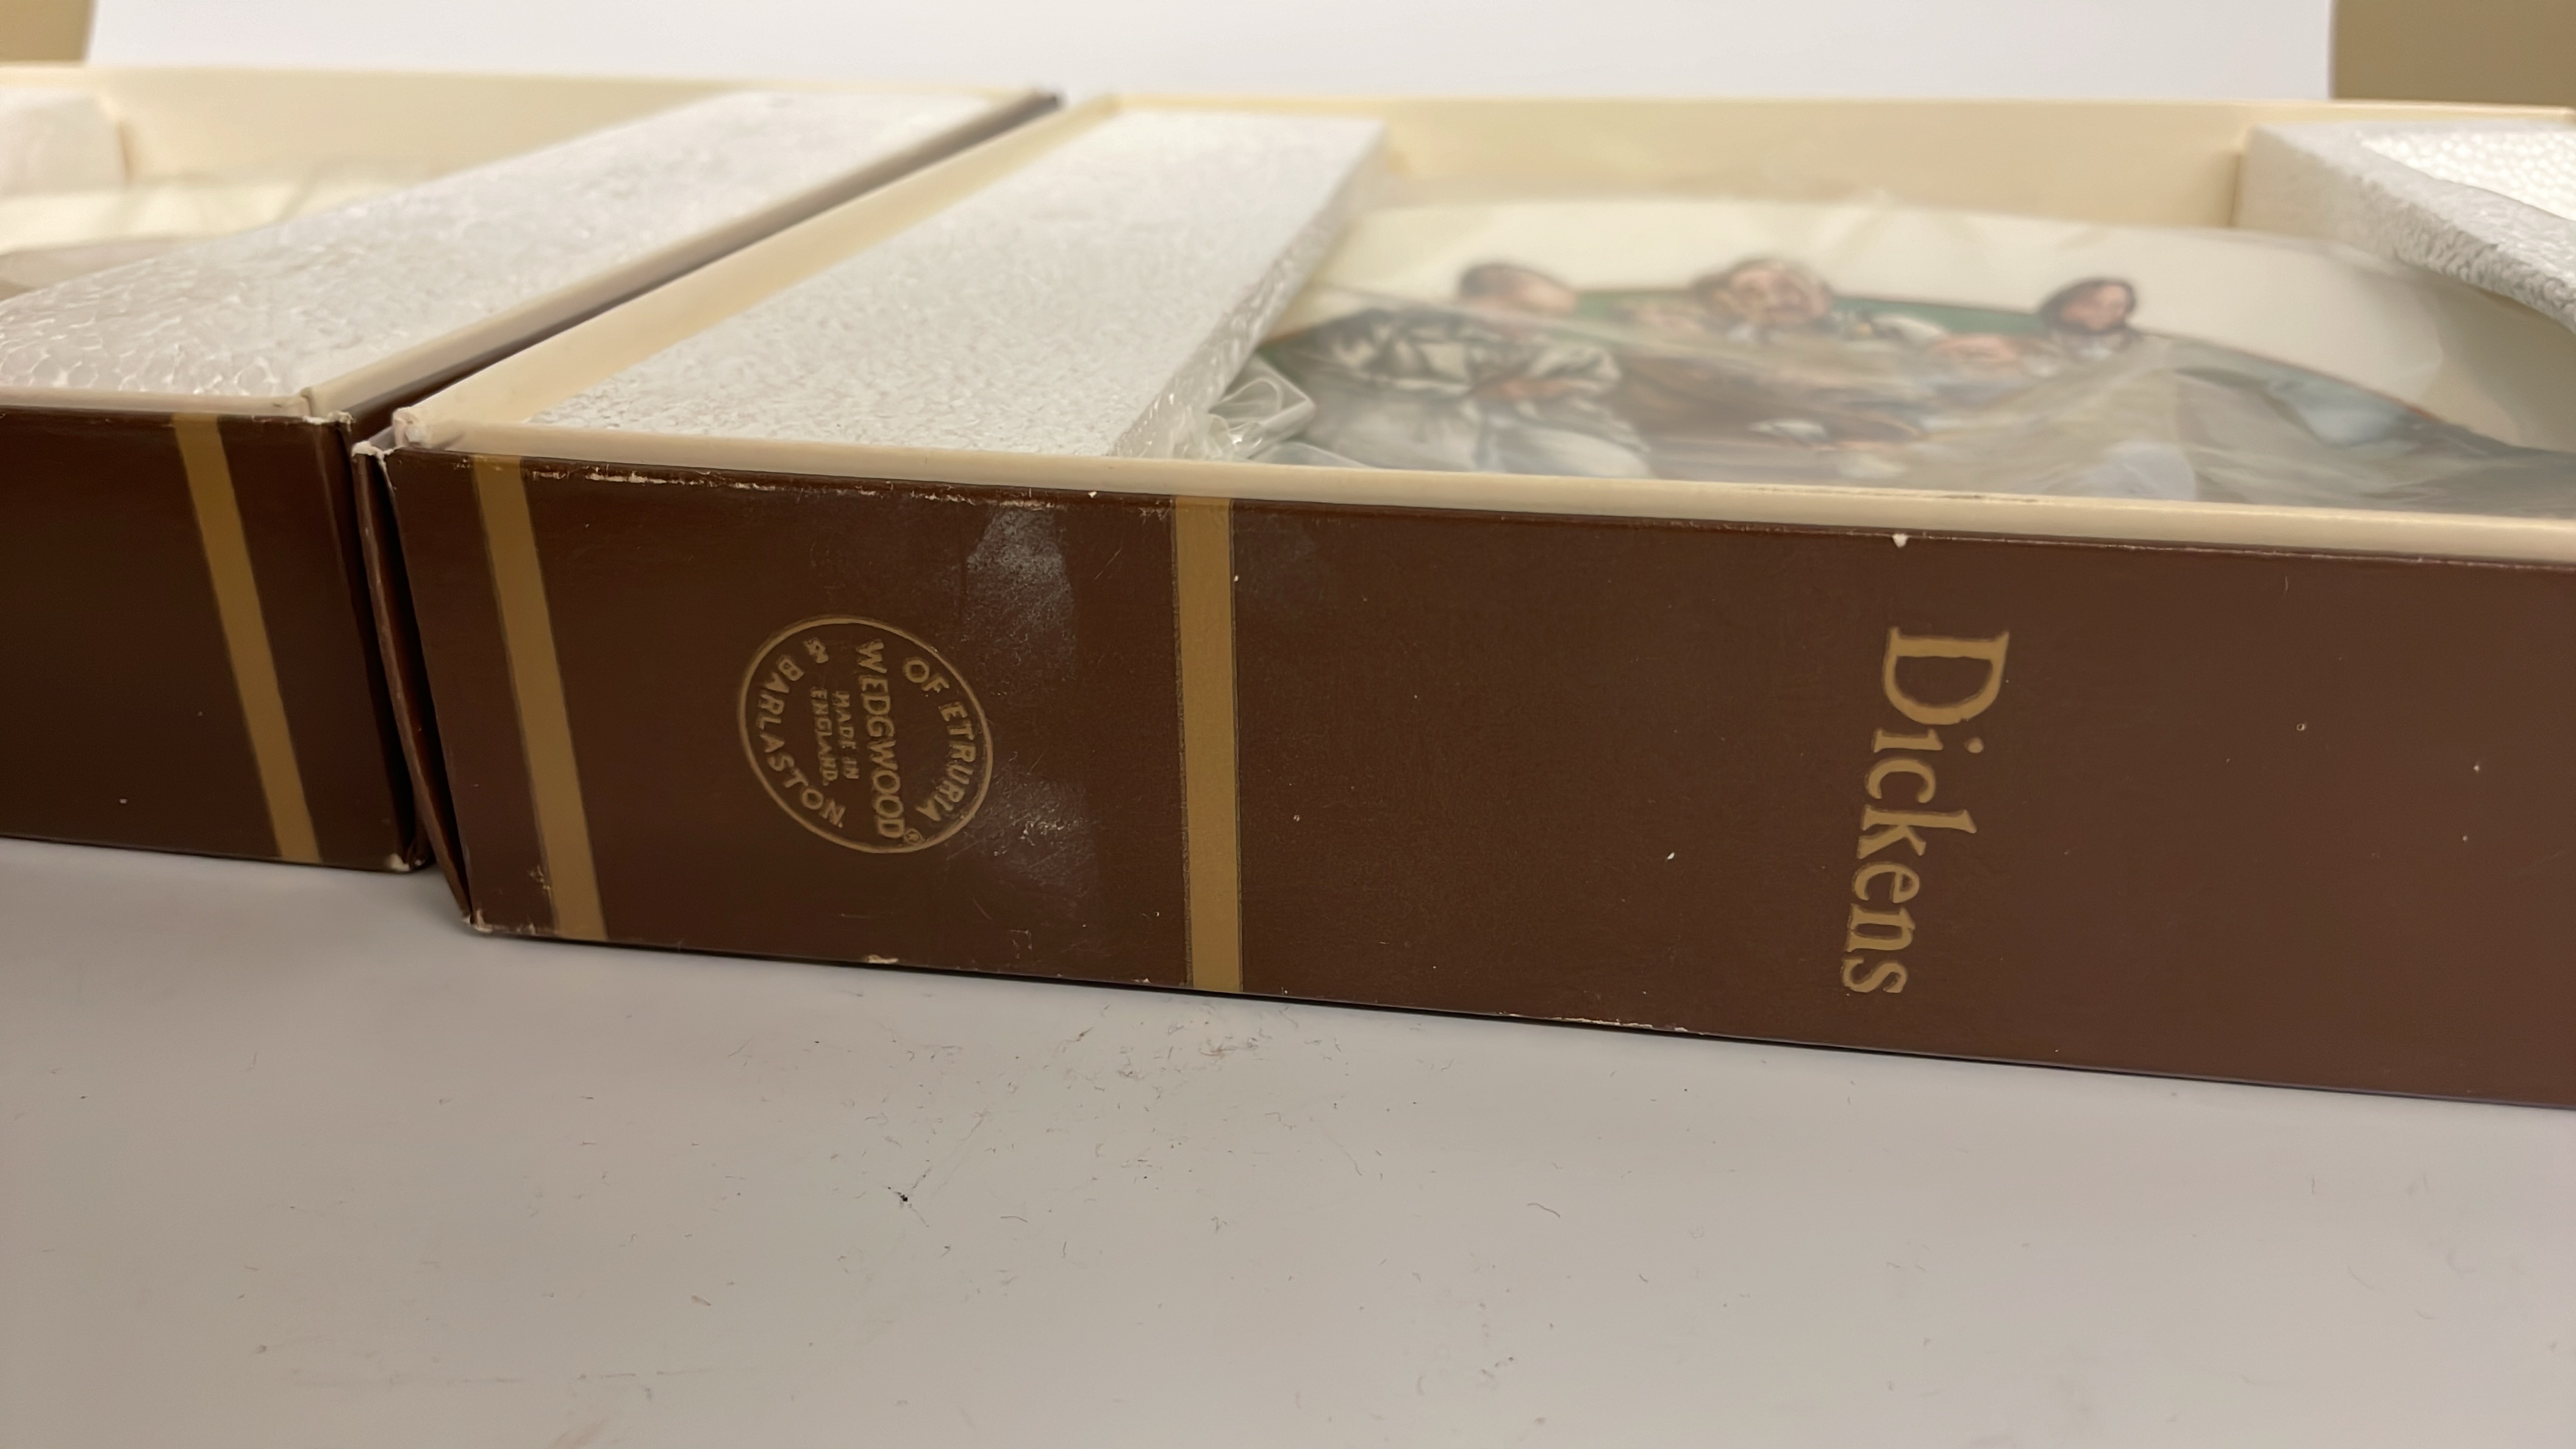 OF ETRURIA
WEDGWOOD®
MADE IN
ENGLAND
& BARLASTON
Dickens